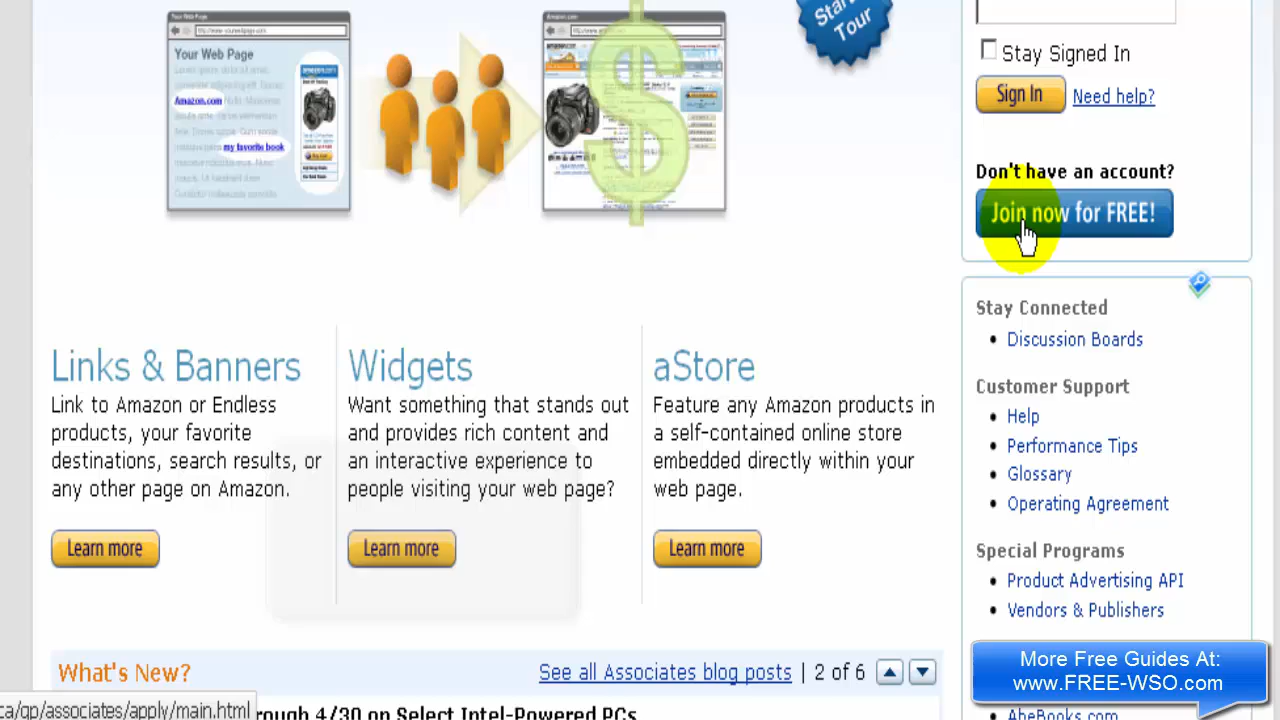 Your Web Page
Amazon.com
Your Web Page
Amazon.com
my favorite book
Start
Tour
Stay Signed In
Sign In
Need help?
Don't have an account?
Join now for FREE!
Links & Banners
Link to Amazon or Endless
products, your favorite
destinations, search results, or
any other page on Amazon.
Learn more
Widgets
Want something that stands out
and provides rich content and
an interactive experience to
people visiting your web page?
Learn more
aStore
Feature any Amazon products in
a self-contained online store
embedded directly within your
web page.
Learn more
Stay Connected
Discussion Boards
Customer Support
Help
Performance Tips
Glossary
Operating Agreement
Special Programs
Product Advertising API
Vendors & Publishers
AbeBooks.com
More Free Guides At:
www.FREE-WSO.com
What's New?
See all Associates blog posts | 2 of 6
rough 4/30 on Select Intel-Powered PCs
ca/gp/associates/apply/main.html